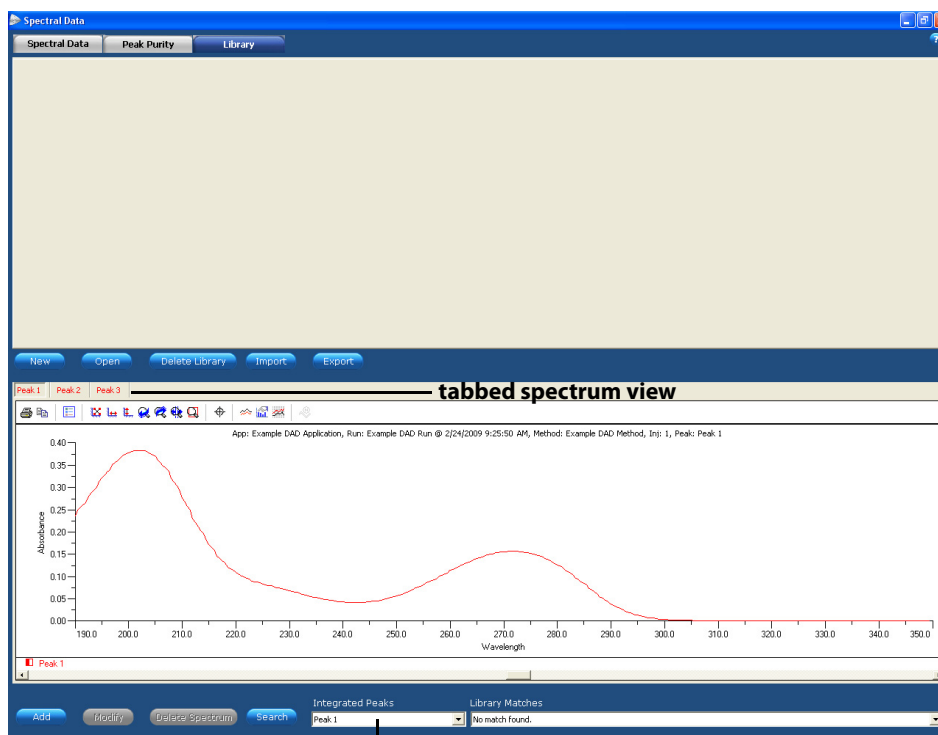 Spectral Data
Spectral Data Peak Purity Library
New Open Delete Library Import Export
Peak 1 Peak 2 Peak 3
tabbed spectrum view
App: Example DAD Application, Run: Example DAD Run @ 2/24/2009 9:25:50 AM, Method: Example DAD Method, Inj: 1, Peak: Peak 1
0.40
0.35
0.30
0.25
0.20
0.15
0.10
0.05
0.00
Absorbance
190.0 200.0 210.0 220.0 230.0 240.0 250.0 260.0 270.0 280.0 290.0 300.0 310.0 320.0 330.0 340.0 350.0
Wavelength
Peak 1
Integrated Peaks Library Matches
Add Modify Delete Spectrum Search Peak 1 No match found.